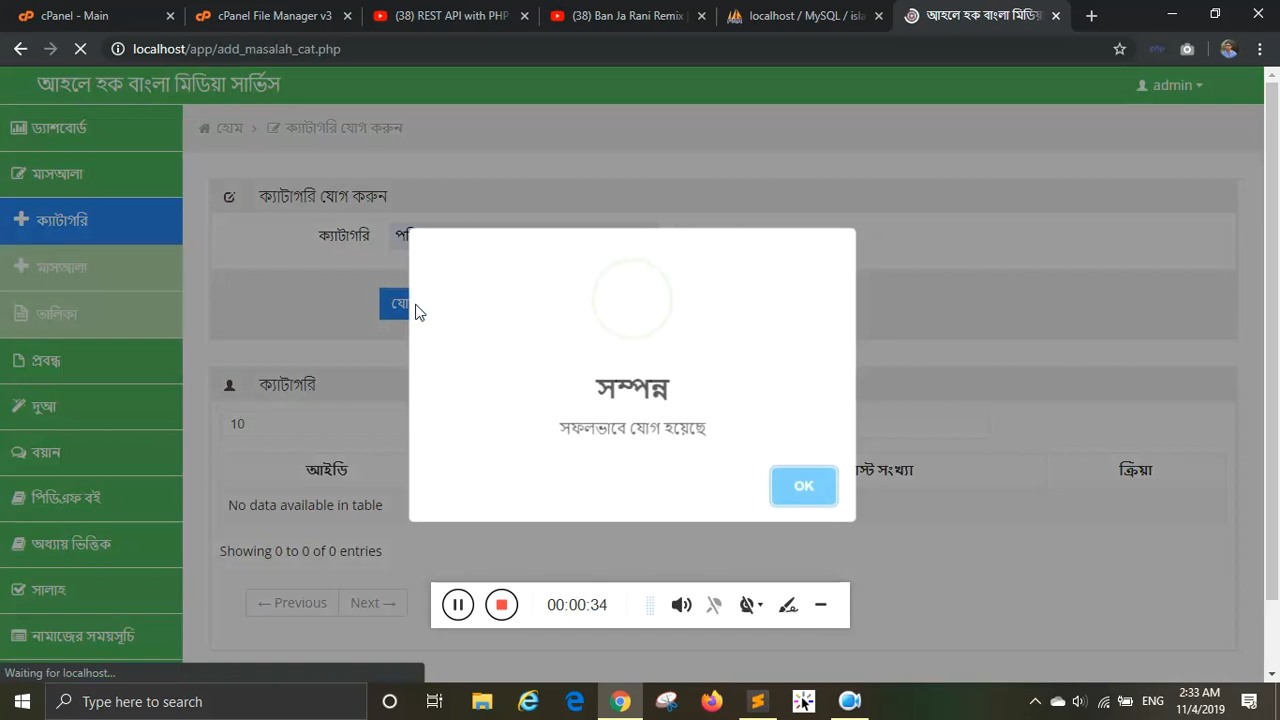 cPanel - Main
cPanel File Manager v3
(38) REST API with PHP
(38) Ban Ja Rani Remix
localhost / MySQL / isla
আহলে হক বাংলা মিডিয়
localhost/app/add_masalah_cat.php
আহলে হক বাংলা মিডিয়া সার্ভিস
admin
ড্যাশবোর্ড
মাসআলা
ক্যাটাগরি
মাসআলা
তালিকা
প্রবন্ধ
দুআ
বয়ান
পিডিএফ বই
অধ্যায় ভিত্তিক
সালাহ
নামাজের সময়সূচি
হোম > ক্যাটাগরি যোগ করুন
ক্যাটাগরি যোগ করুন
ক্যাটাগরি
যো
সম্পন্ন
সফলভাবে যোগ হয়েছে
OK
ক্যাটাগরি
10
আইডি
স্ট সংখ্যা
ক্রিয়া
No data available in table
Showing 0 to 0 of 0 entries
← Previous
Next →
00:00:34
Waiting for localhost...
Type here to search
ENG
2:33 AM
11/4/2019